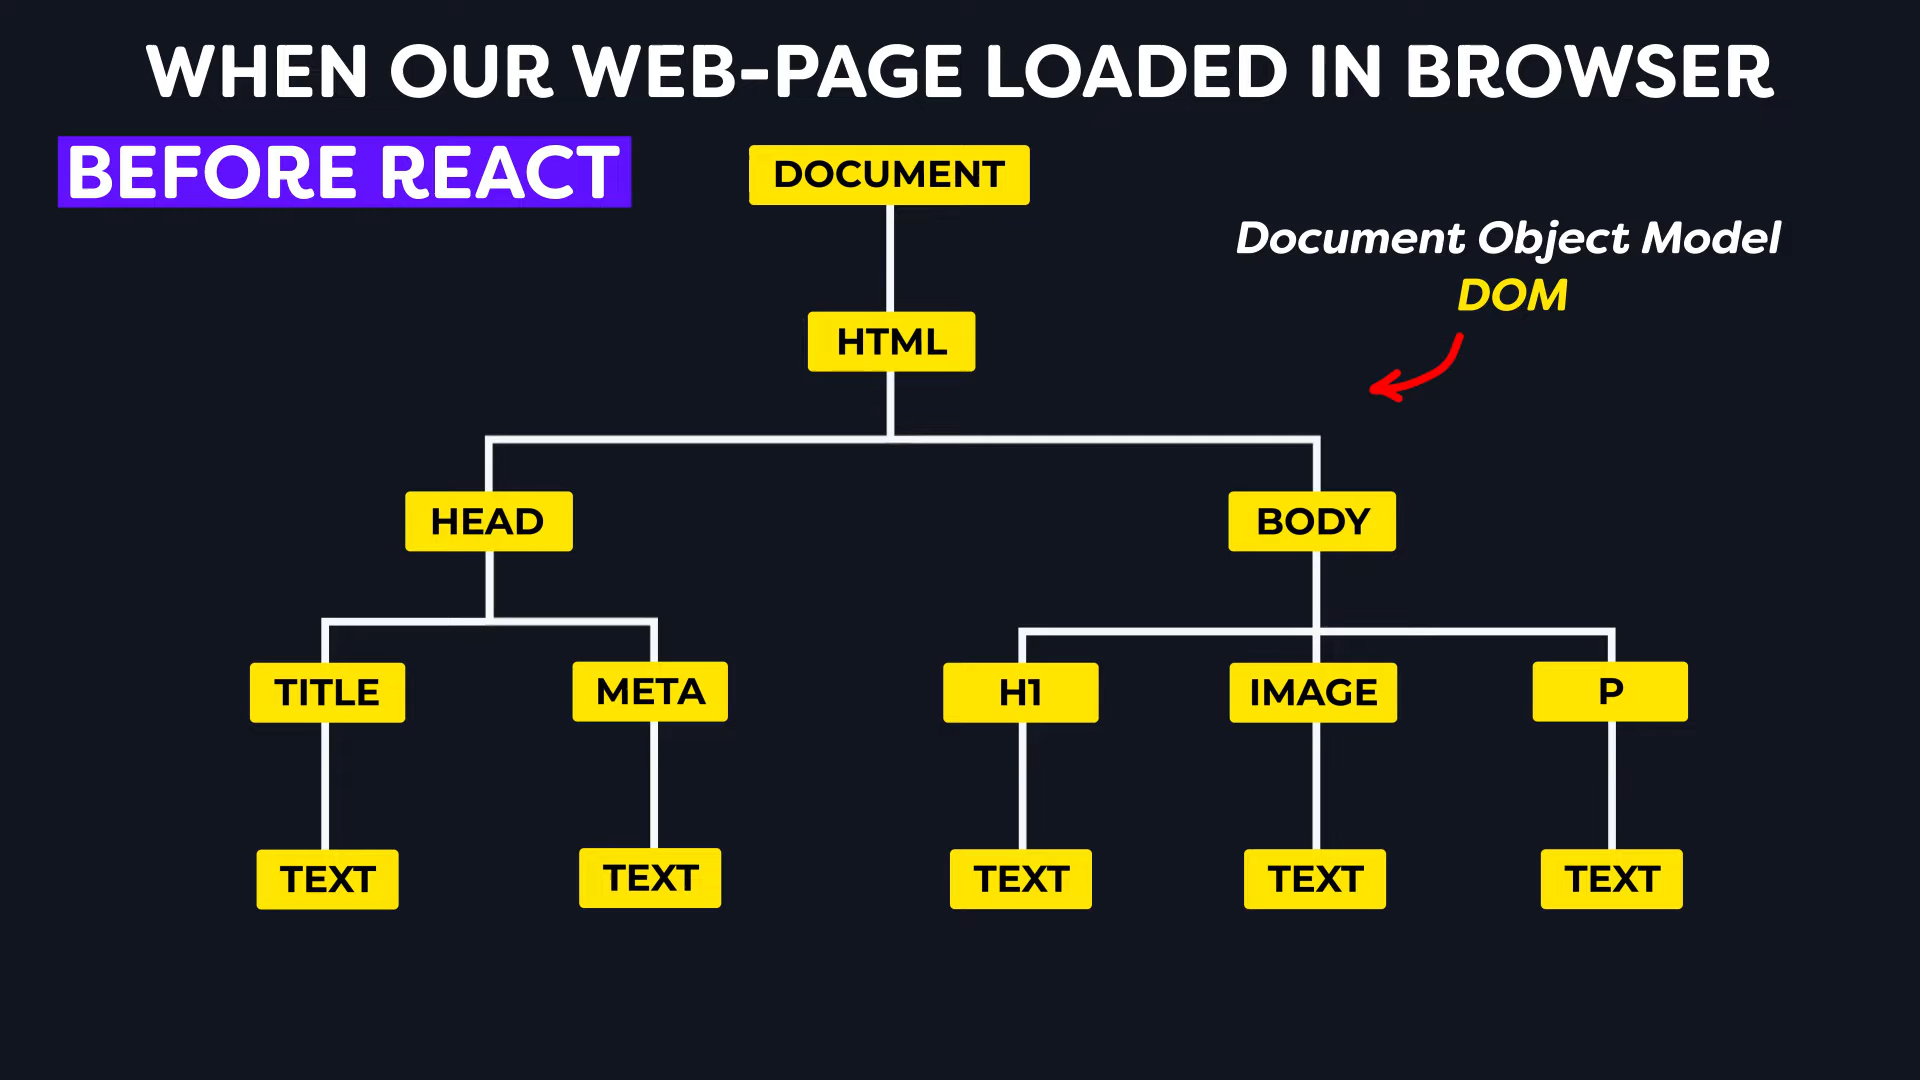 WHEN OUR WEB-PAGE LOADED IN BROWSER
BEFORE REACT
DOCUMENT
Document Object Model
DOM
HTML
HEAD
BODY
TITLE
META
H1
IMAGE
P
TEXT
TEXT
TEXT
TEXT
TEXT